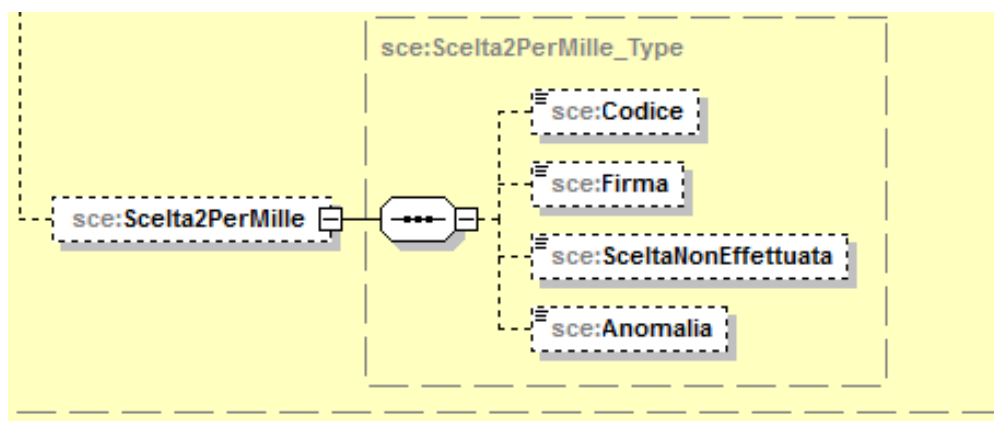 sce:Scelta2PerMille_Type
sce:Codice
sce:Firma
sce:Scelta2PerMille
sce:SceltaNonEffettuata
sce:Anomalia